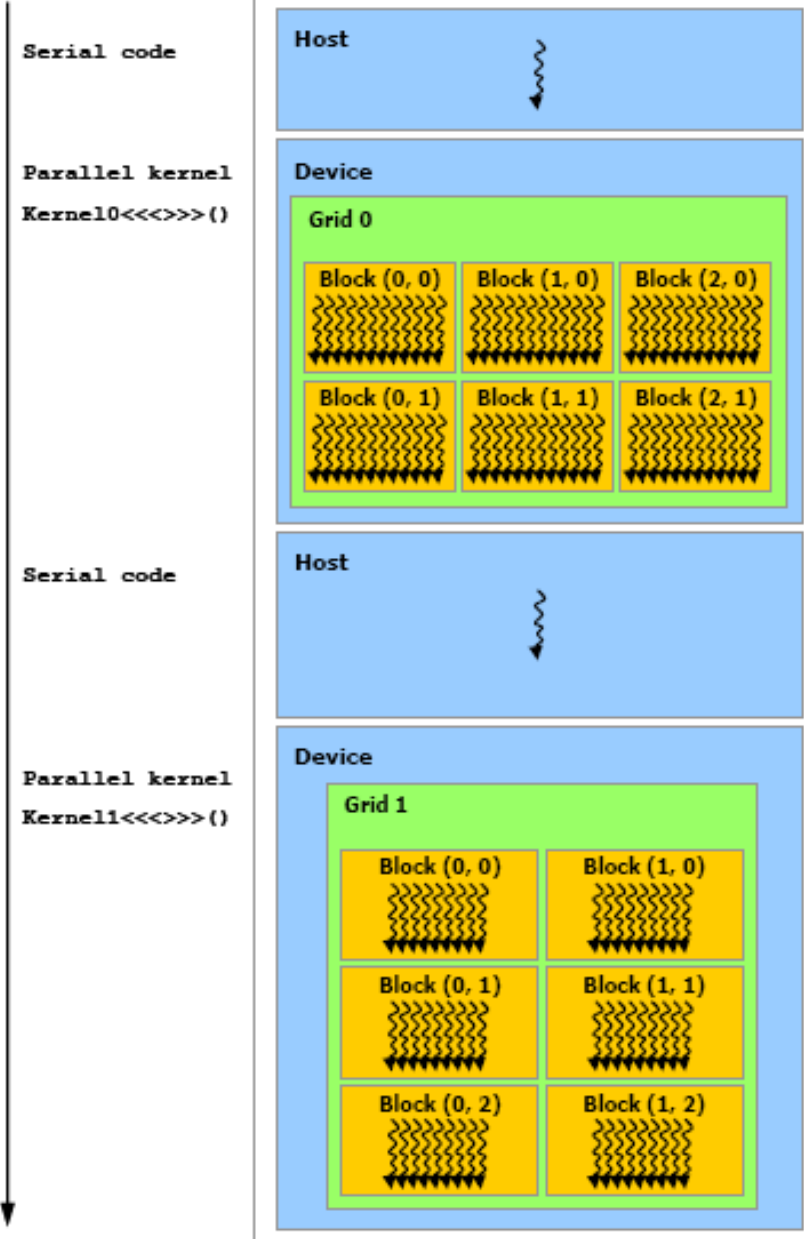 Serial code
Host
Parallel kernel
Device
Kernel0<<<>>>()
Grid 0
Block (0, 0) Block (1, 0) Block (2, 0)
Block (0, 1) Block (1, 1) Block (2, 1)
Serial code
Host
Parallel kernel
Device
Kernel1<<<>>>()
Grid 1
Block (0, 0) Block (1, 0)
Block (0, 1) Block (1, 1)
Block (0, 2) Block (1, 2)